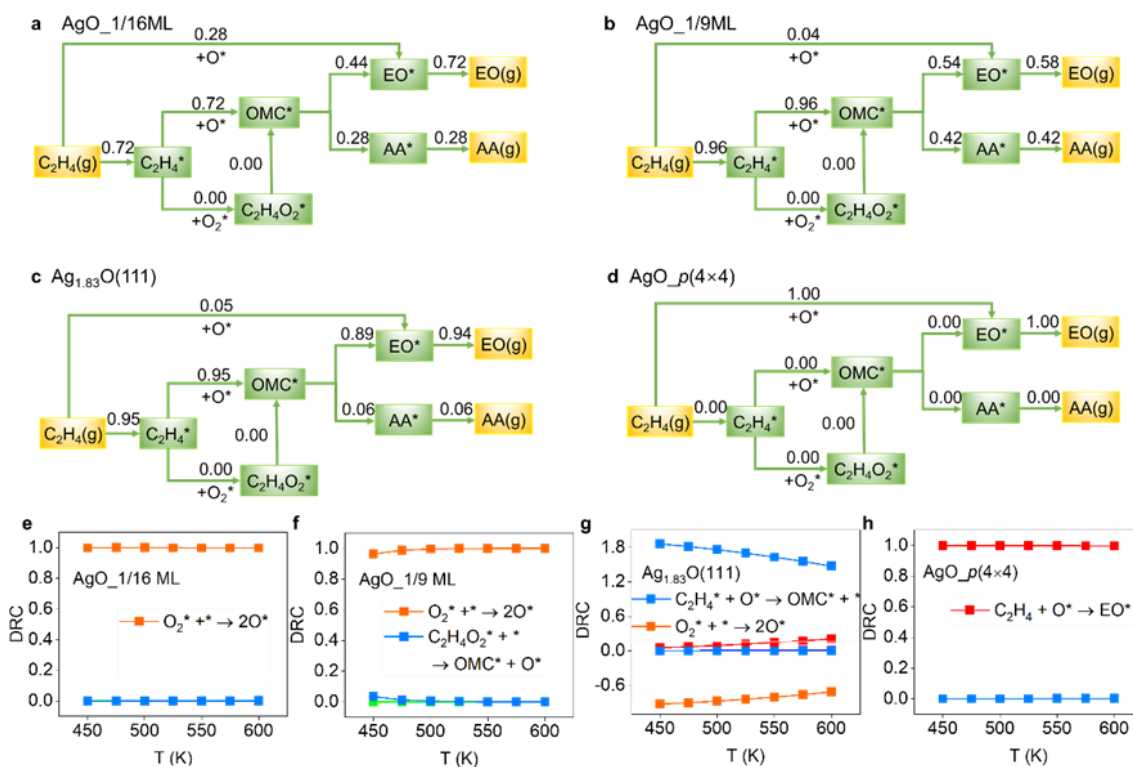 a AgO_1/16ML
0.28
+O*
0.44 EO* 0.72 EO(g)
0.72 OMC*
+O*
C₂H₄(g) 0.72 C₂H₄* 0.00 0.28 AA* 0.28 AA(g)
0.00
+O₂* C₂H₄O₂*
b AgO_1/9ML
0.04
+O*
0.54 EO* 0.58 EO(g)
0.96 OMC*
+O*
C₂H₄(g) 0.96 C₂H₄* 0.00 0.42 AA* 0.42 AA(g)
0.00
+O₂* C₂H₄O₂*
c Ag₁.₈₃O(111)
0.05
+O*
0.89 EO* 0.94 EO(g)
0.95 OMC*
+O*
C₂H₄(g) 0.95 C₂H₄* 0.00 0.06 AA* 0.06 AA(g)
0.00
+O₂* C₂H₄O₂*
d AgO_p(4×4)
1.00
+O*
0.00 EO* 1.00 EO(g)
0.00 OMC*
+O*
C₂H₄(g) 0.00 C₂H₄* 0.00 0.00 AA* 0.00 AA(g)
0.00
+O₂* C₂H₄O₂*
e
1.0
0.8
0.6
0.4
0.2
0.0
DRC
AgO_1/16 ML
O₂* +* → 2O*
450 500 550 600
T (K)
f
1.0
0.8
0.6
0.4
0.2
0.0
DRC
AgO_1/9 ML
O₂* +* → 2O*
C₂H₄O₂* + *
→ OMC* + O*
450 500 550 600
T (K)
g
1.8
1.2
0.6
0.0
-0.6
DRC
Ag₁.₈₃O(111)
C₂H₄* + O* → OMC* + *
O₂* + * → 2O*
450 500 550 600
T (K)
h
1.0
0.8
0.6
0.4
0.2
0.0
DRC
AgO_p(4×4)
C₂H₄ + O* → EO*
450 500 550 600
T (K)